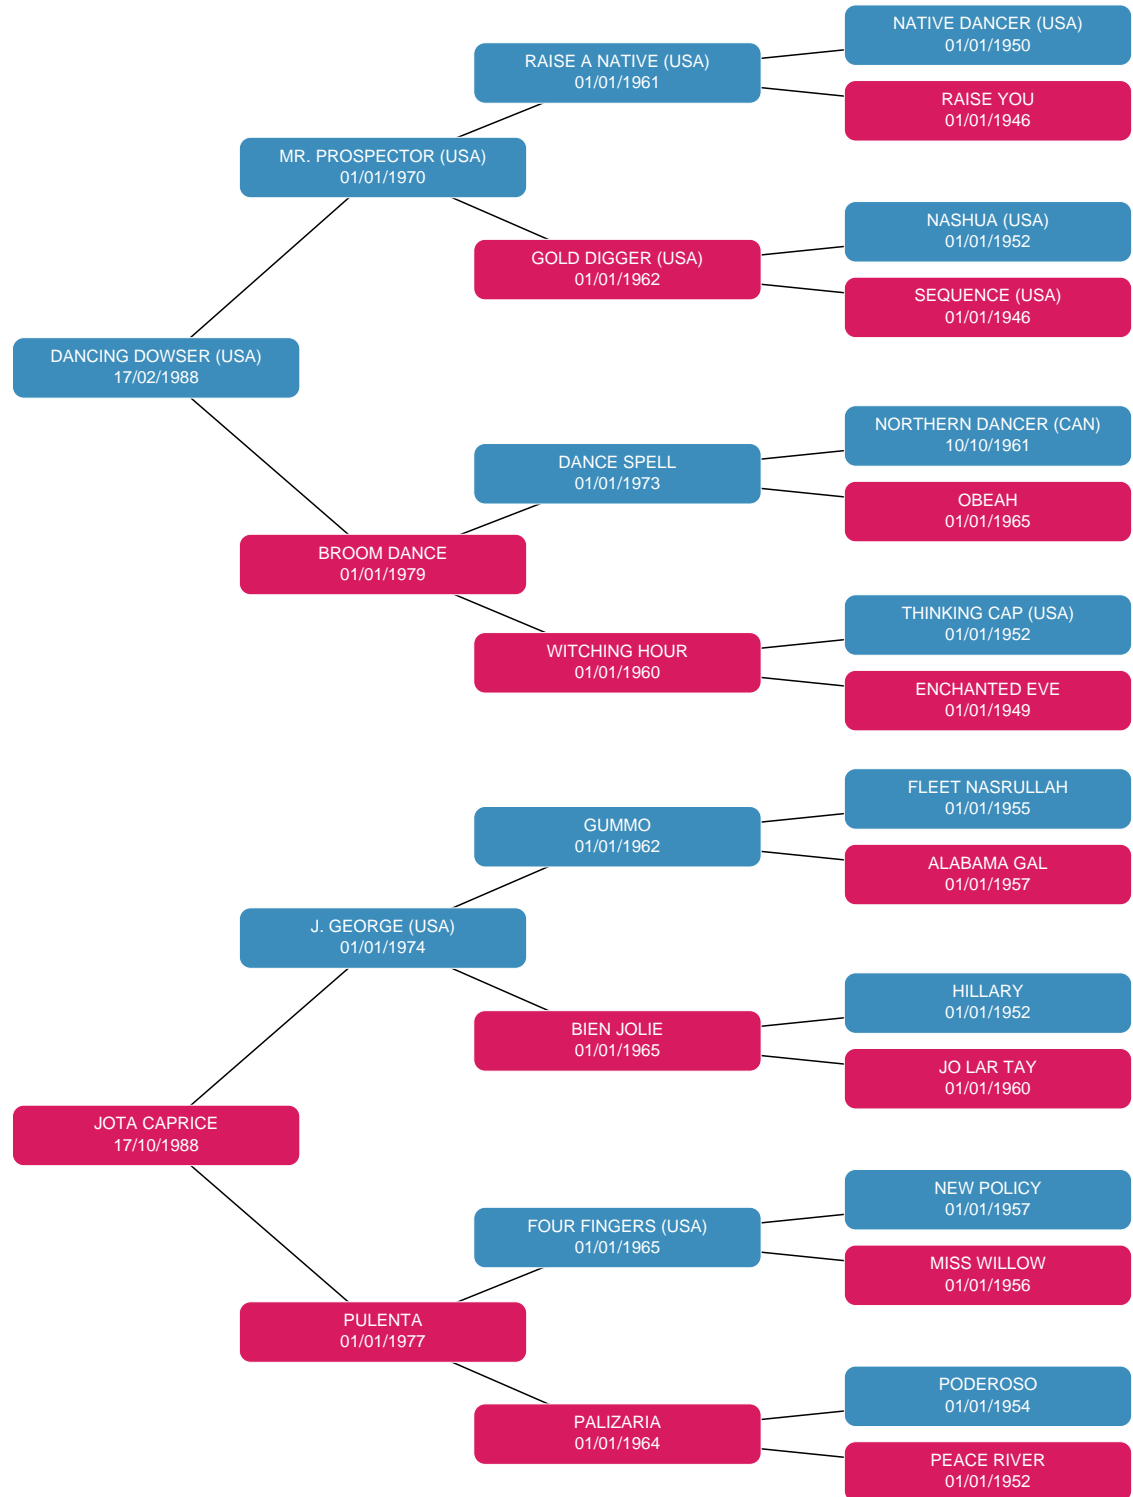 NATIVE DANCER (USA)
01/01/1950
RAISE A NATIVE (USA)
01/01/1961
RAISE YOU
01/01/1946
MR. PROSPECTOR (USA)
01/01/1970
NASHUA (USA)
01/01/1952
GOLD DIGGER (USA)
01/01/1962
SEQUENCE (USA)
01/01/1946
DANCING DOWSER (USA)
17/02/1988
NORTHERN DANCER (CAN)
10/10/1961
DANCE SPELL
01/01/1973
OBEAH
01/01/1965
BROOM DANCE
01/01/1979
THINKING CAP (USA)
01/01/1952
WITCHING HOUR
01/01/1960
ENCHANTED EVE
01/01/1949
FLEET NASRULLAH
01/01/1955
GUMMO
01/01/1962
ALABAMA GAL
01/01/1957
J. GEORGE (USA)
01/01/1974
HILLARY
01/01/1952
BIEN JOLIE
01/01/1965
JO LAR TAY
01/01/1960
JOTA CAPRICE
17/10/1988
NEW POLICY
01/01/1957
FOUR FINGERS (USA)
01/01/1965
MISS WILLOW
01/01/1956
PULENTA
01/01/1977
PODEROSO
01/01/1954
PALIZARIA
01/01/1964
PEACE RIVER
01/01/1952